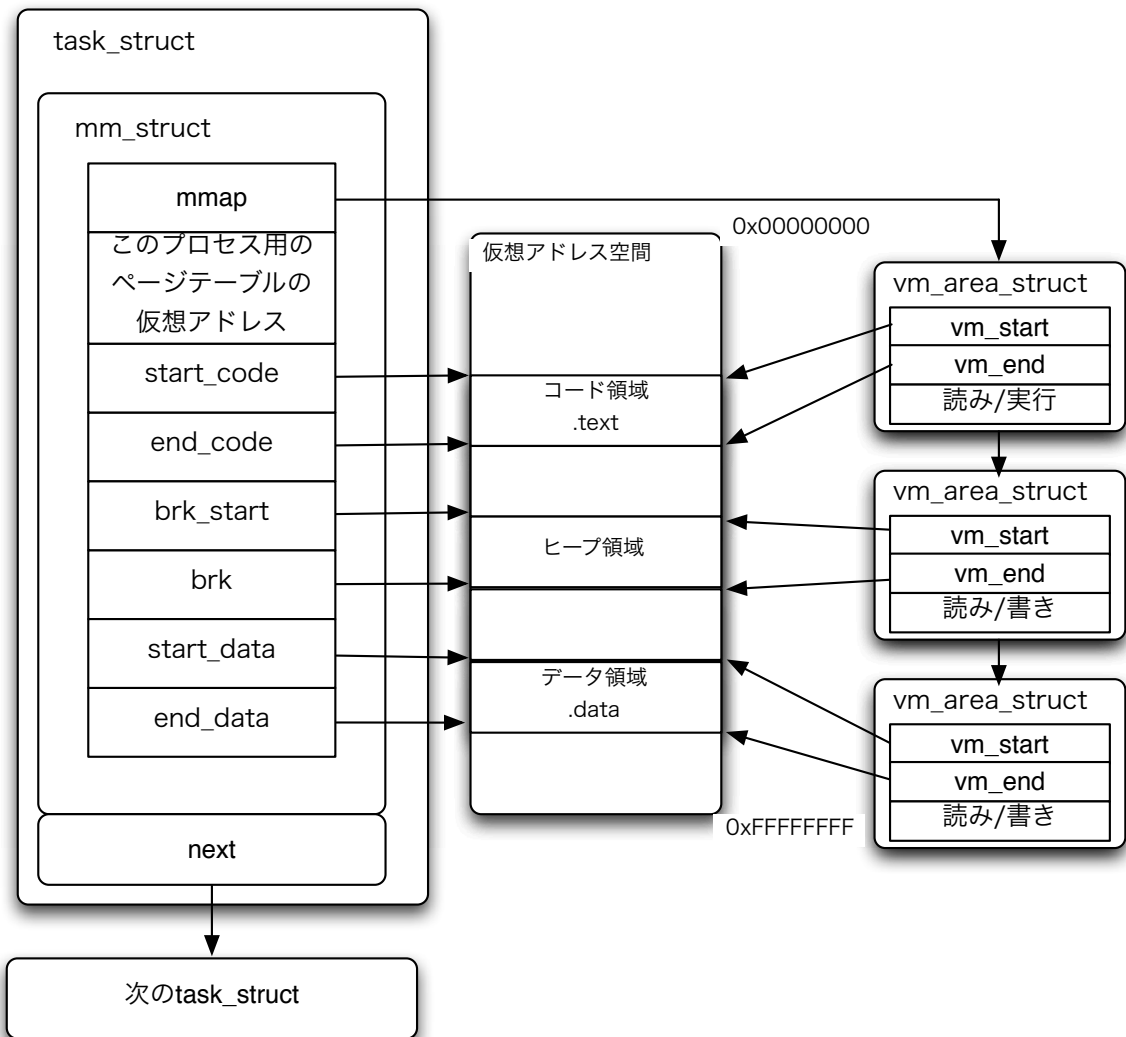 task_struct
mm_struct
mmap
このプロセス用の
ページテーブルの
仮想アドレス
start_code
end_code
brk_start
brk
start_data
end_data
next
次のtask_struct
0x00000000
仮想アドレス空間
コード領域
.text
ヒープ領域
データ領域
.data
0xFFFFFFFF
vm_area_struct
vm_start
vm_end
読み/実行
vm_area_struct
vm_start
vm_end
読み/書き
vm_area_struct
vm_start
vm_end
読み/書き